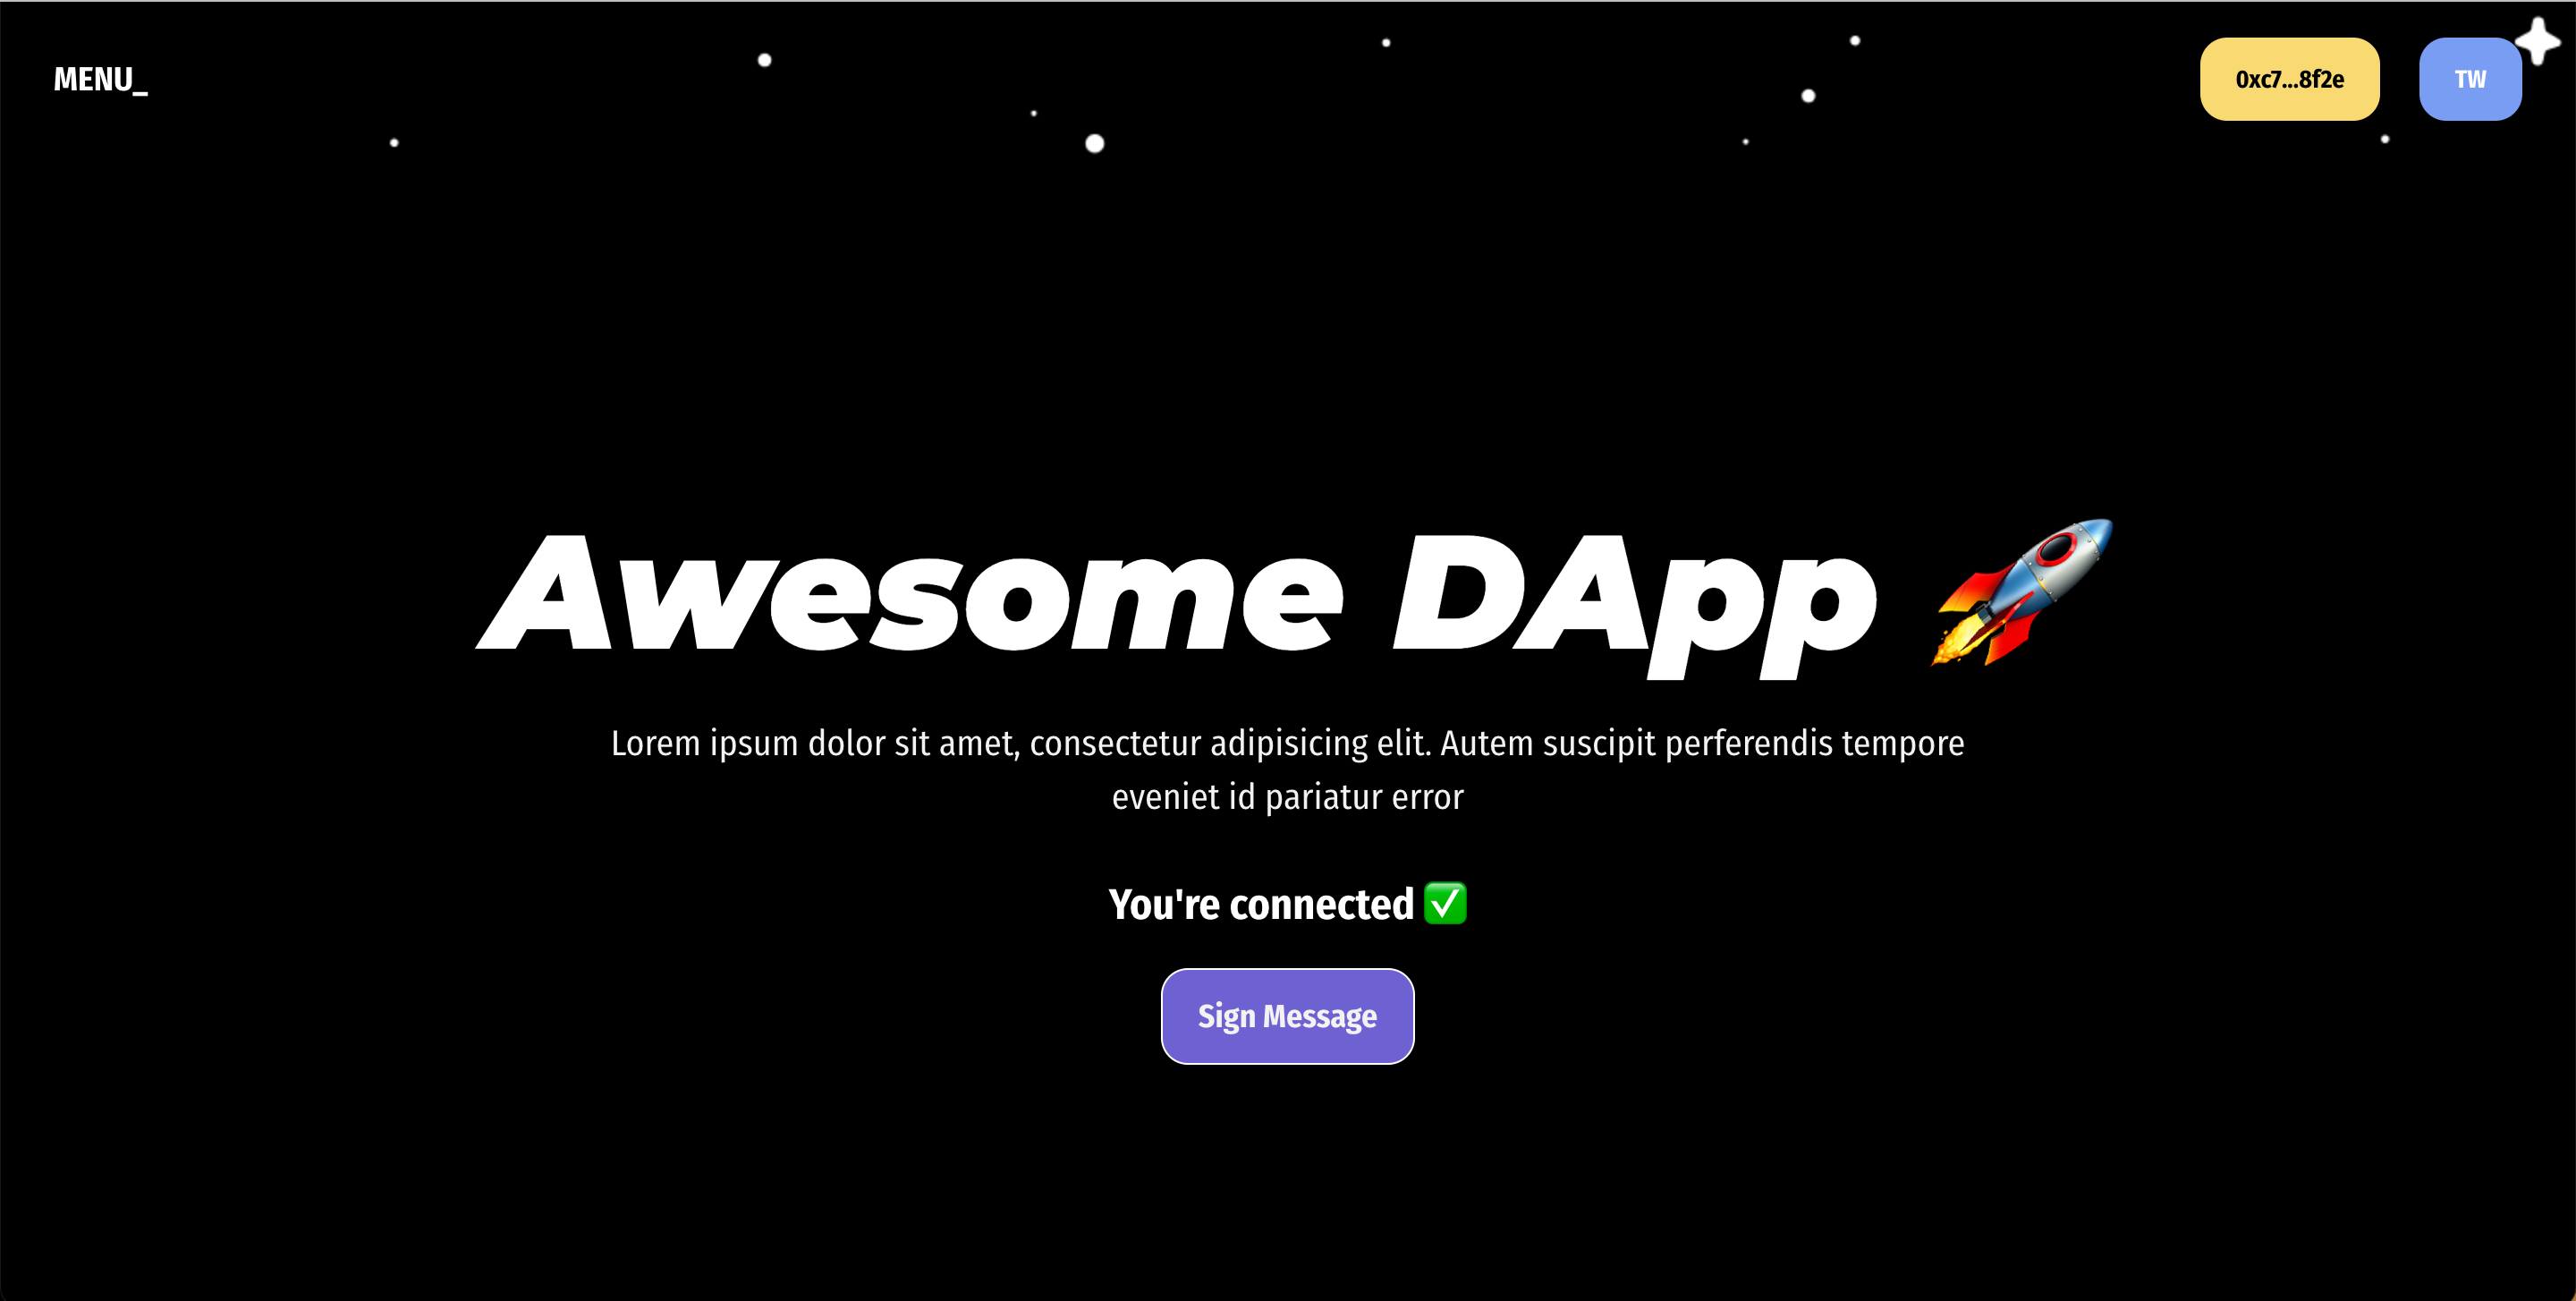 MENU_
0xc7...8f2e
TW
Awesome DApp 🚀
Lorem ipsum dolor sit amet, consectetur adipisicing elit. Autem suscipit perferendis tempore
eveniet id pariatur error
You're connected ✅
Sign Message